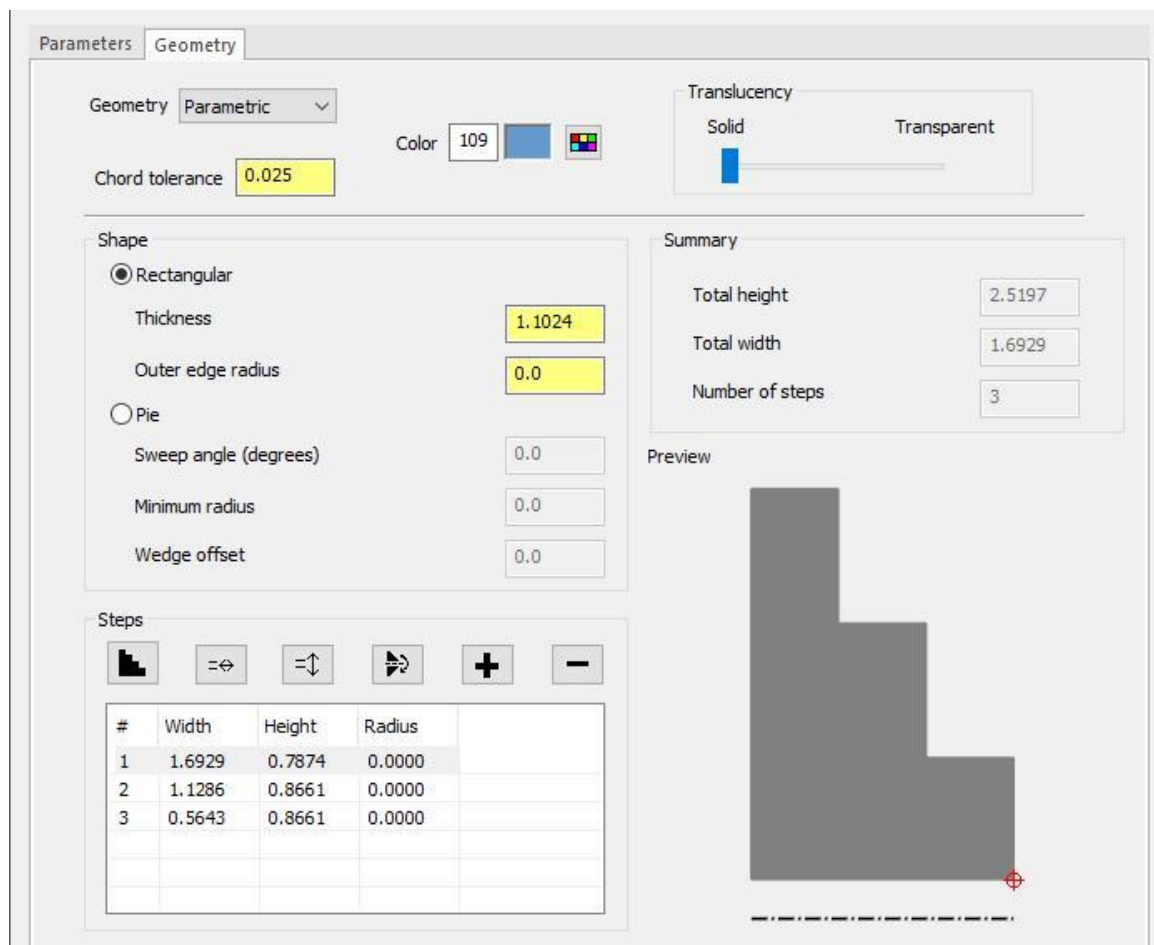 Parameters Geometry
Geometry Parametric
Color 109
Chord tolerance 0.025
Translucency
Solid Transparent
Shape
Rectangular
Thickness 1.1024
Outer edge radius 0.0
Pie
Sweep angle (degrees) 0.0
Minimum radius 0.0
Wedge offset 0.0
Summary
Total height 2.5197
Total width 1.6929
Number of steps 3
Preview
Steps
# Width Height Radius
1 1.6929 0.7874 0.0000
2 1.1286 0.8661 0.0000
3 0.5643 0.8661 0.0000